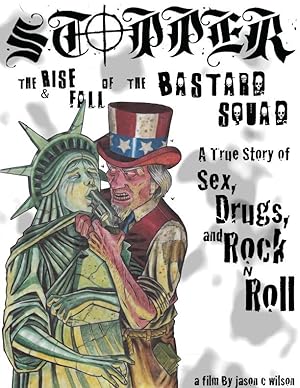 STOPPER
THE RISE & FALL OF THE BASTARD SQUAD
A True Story of
Sex,
Drugs,
and Rock
N
Roll
a film By jason c wilson